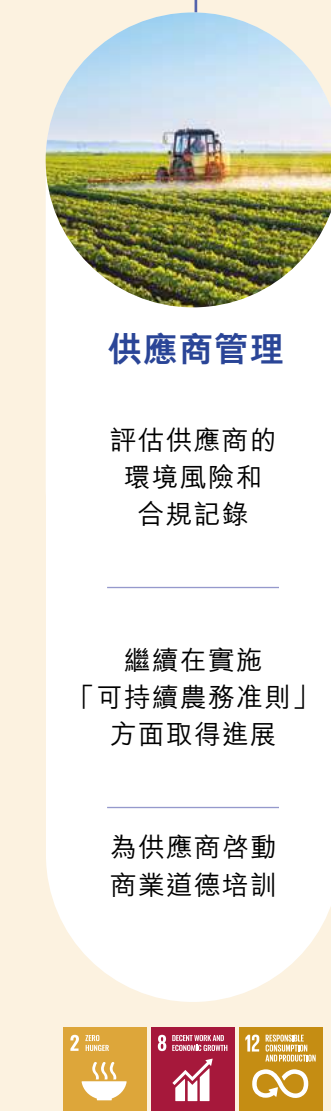 供應商管理
評估供應商的
環境風險和
合規記錄
繼續在實施
「可持續農務准則」
方面取得進展
為供應商啓動
商業道德培訓
2 ZERO
HUNGER
8 DECENT WORK AND
ECONOMIC GROWTH
12 RESPONSIBLE
CONSUMPTION
AND PRODUCTION